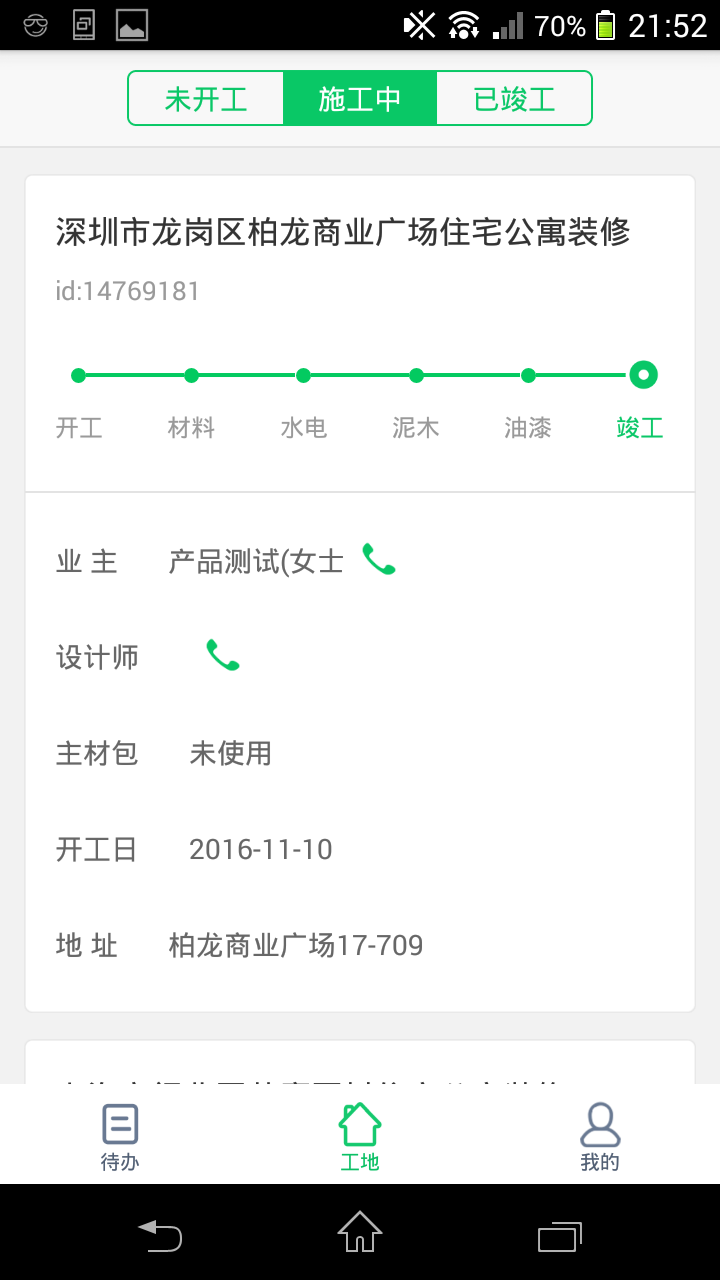 70% 21:52
未开工 施工中 已竣工
深圳市龙岗区柏龙商业广场住宅公寓装修
id:14769181
开工 材料 水电 泥木 油漆 竣工
业 主 产品测试(女士
设计师
主材包 未使用
开工日 2016-11-10
地 址 柏龙商业广场17-709
待办 工地 我的